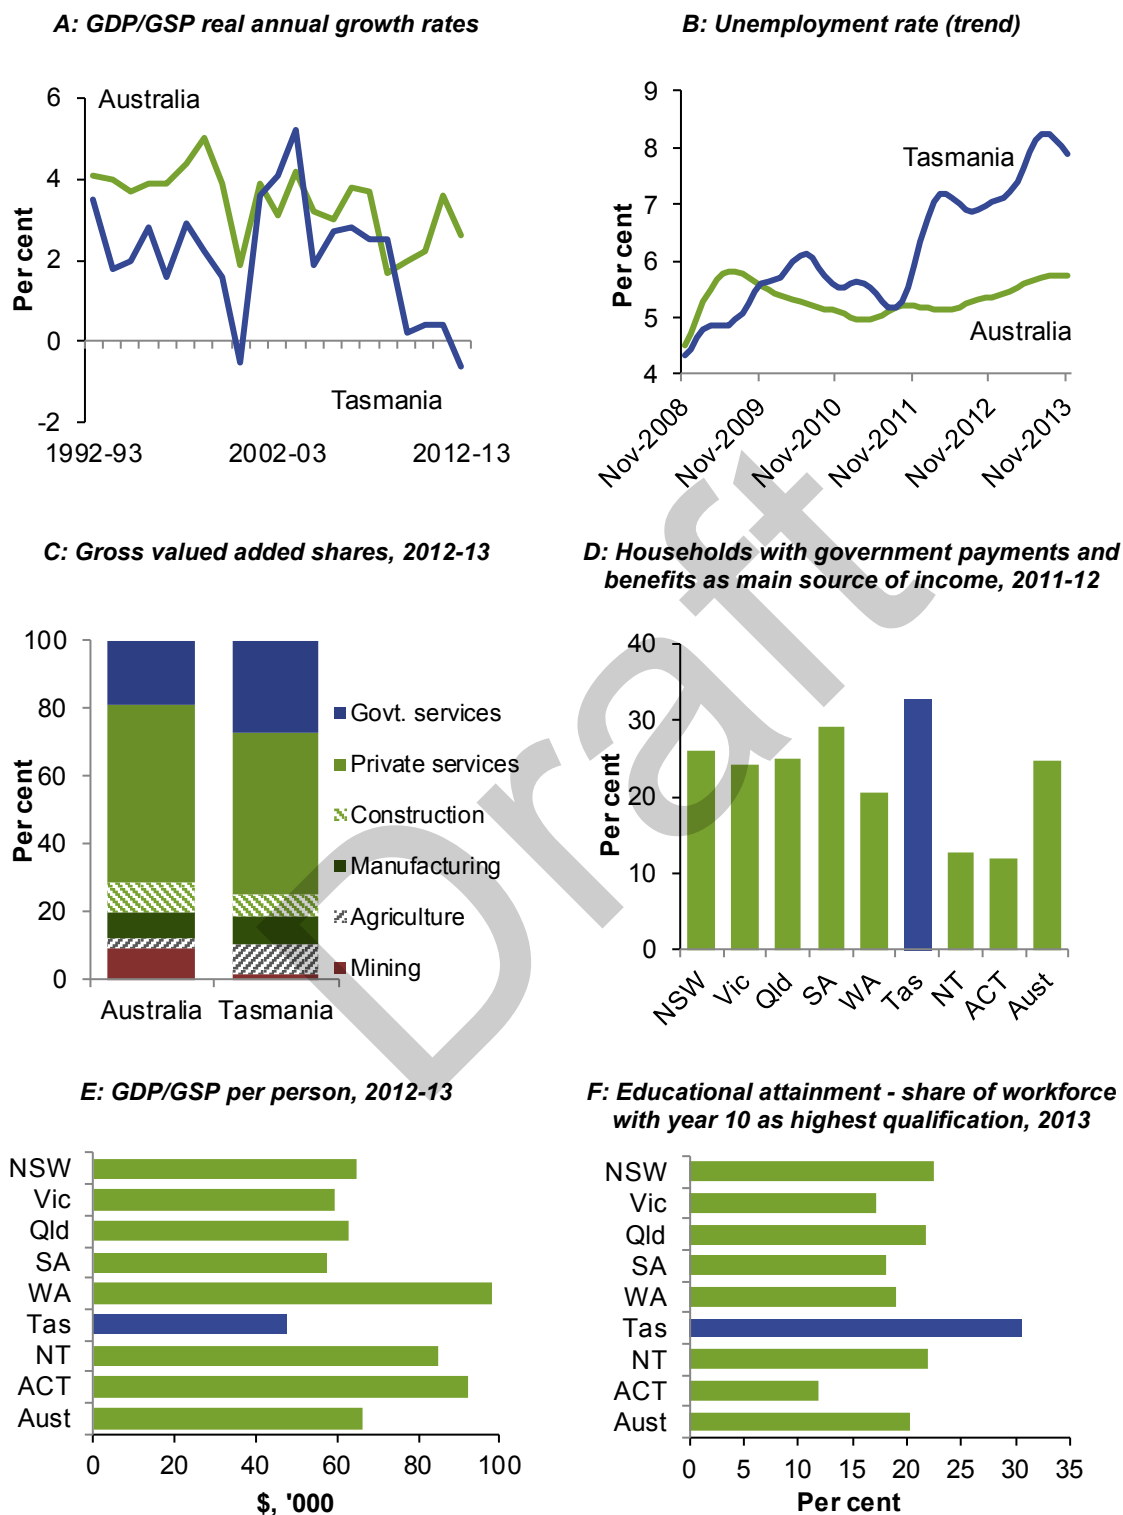 A: GDP/GSP real annual growth rates
Per cent
6
4
2
0
-2
Australia
Tasmania
1992-93 2002-03 2012-13
B: Unemployment rate (trend)
Per cent
9
8
7
6
5
4
Tasmania
Australia
Nov-2008 Nov-2009 Nov-2010 Nov-2011 Nov-2012 Nov-2013
C: Gross valued added shares, 2012-13
Per cent
100
80
60
40
20
0
Australia Tasmania
Govt. services
Private services
Construction
Manufacturing
Agriculture
Mining
D: Households with government payments and
benefits as main source of income, 2011-12
Per cent
40
30
20
10
0
NSW Vic Qld SA WA Tas NT ACT Aust
Draft
E: GDP/GSP per person, 2012-13
NSW
Vic
Qld
SA
WA
Tas
NT
ACT
Aust
0 20 40 60 80 100
$, '000
F: Educational attainment - share of workforce
with year 10 as highest qualification, 2013
NSW
Vic
Qld
SA
WA
Tas
NT
ACT
Aust
0 5 10 15 20 25 30 35
Per cent